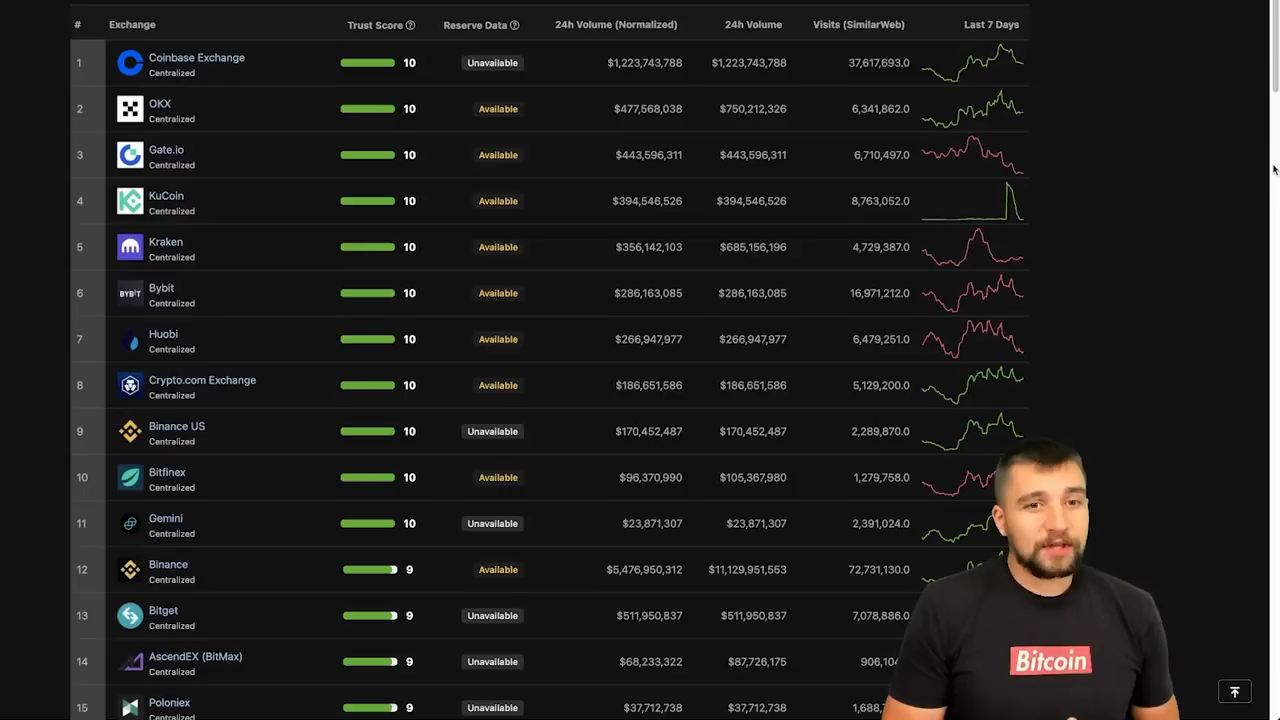 # Exchange Trust Score Reserve Data 24h Volume (Normalized) 24h Volume Visits (SimilarWeb) Last 7 Days
1 Coinbase Exchange 10 Unavailable $1,223,743,788 $1,223,743,788 37,617,693.0
Centralized
2 OKX 10 Available $477,568,038 $750,212,326 6,341,862.0
Centralized
3 Gate.io 10 Available $443,596,311 $443,596,311 6,710,497.0
Centralized
4 KuCoin 10 Available $394,546,526 $394,546,526 8,763,052.0
Centralized
5 Kraken 10 Available $356,142,103 $685,156,196 4,729,387.0
Centralized
6 BYBIT Bybit 10 Available $286,163,085 $286,163,085 16,971,212.0
Centralized
7 Huobi 10 Available $266,947,977 $266,947,977 6,479,251.0
Centralized
8 Crypto.com Exchange 10 Available $186,651,586 $186,651,586 5,129,200.0
Centralized
9 Binance US 10 Unavailable $170,452,487 $170,452,487 2,289,870.0
Centralized
10 Bitfinex 10 Available $96,370,990 $105,367,980 1,279,758.0
Centralized
11 Gemini 10 Unavailable $23,871,307 $23,871,307 2,391,024.0
Centralized
12 Binance 9 Available $5,476,950,312 $11,129,951,553 72,731,130.0
Centralized
13 Bitget 9 Unavailable $511,950,837 $511,950,837 7,078,886.0
Centralized
14 AscendEX (BitMax) 9 Unavailable $68,233,322 $87,726,175 906,104
Centralized
15 Poloniex 9 Unavailable $37,712,738 $37,712,738 1,688,
Centralized
Bitcoin